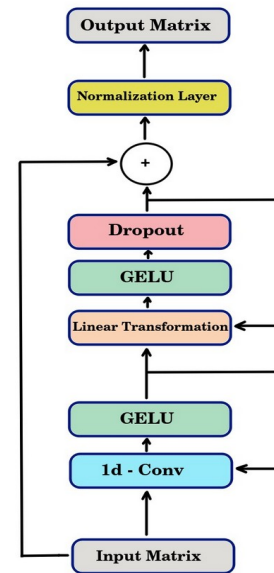 Output Matrix
Normalization Layer
+
Dropout
GELU
Linear Transformation
GELU
1d - Conv
Input Matrix